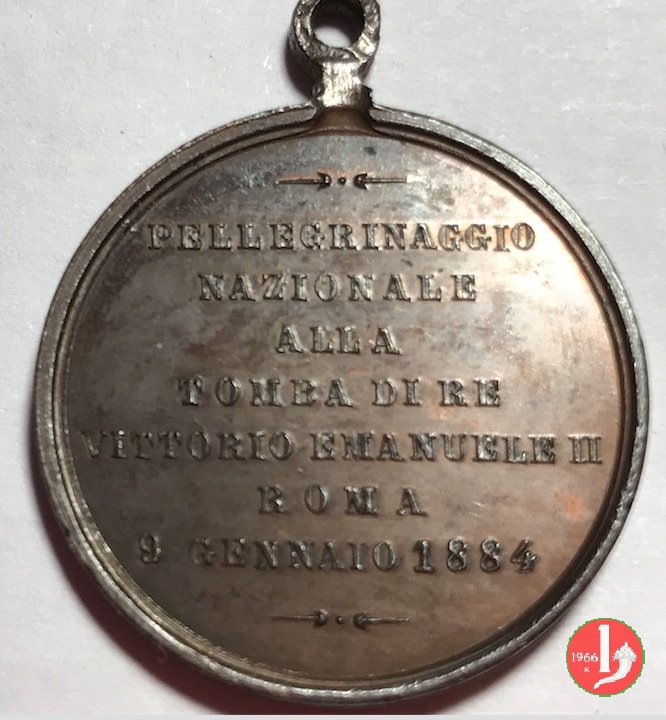 PELLEGRINAGGIO
NAZIONALE
ALLA
TOMBA DI RE
VITTORIO EMANUELE II
ROMA
9 GENNAIO 1884
1966
R